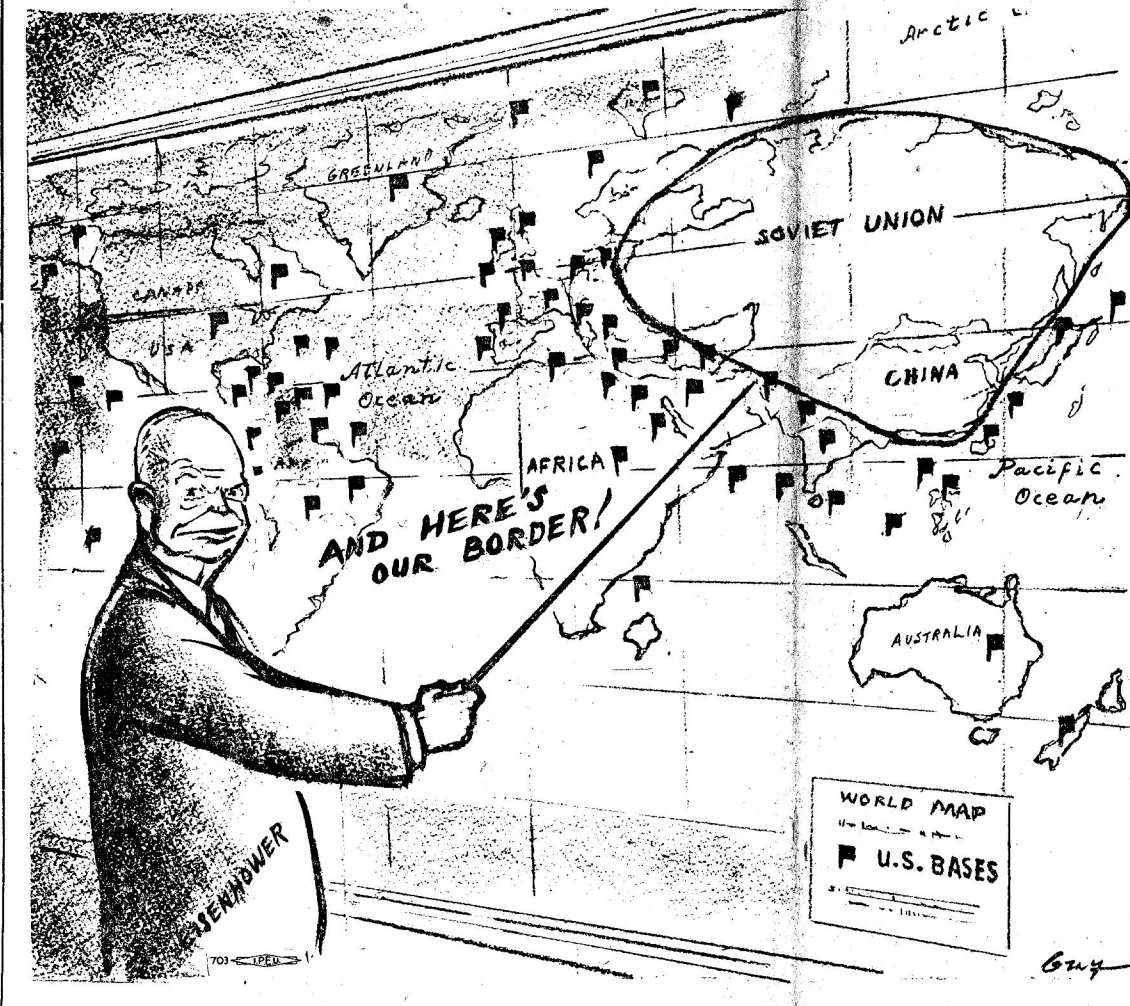 Arctic
GREENLAND
SOVIET UNION
CANADA
USA
Atlantic
Ocean
CHINA
AFRICA
Pacific
Ocean
AND HERE'S
OUR BORDER!
AUSTRALIA
WORLD MAP
U.S. BASES
EISENHOWER
703